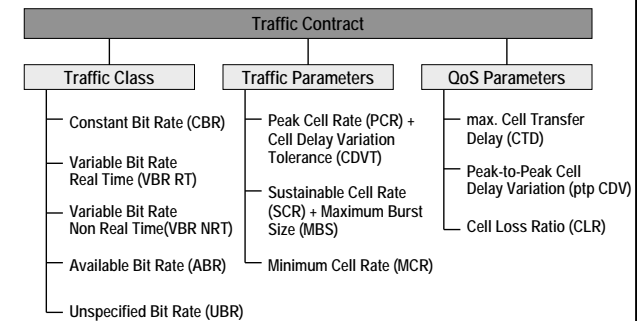 Traffic Contract
Traffic Class
Constant Bit Rate (CBR)
Variable Bit Rate
Real Time (VBR RT)
Variable Bit Rate
Non Real Time(VBR NRT)
Available Bit Rate (ABR)
Unspecified Bit Rate (UBR)
Traffic Parameters
Peak Cell Rate (PCR) +
Cell Delay Variation
Tolerance (CDVT)
Sustainable Cell Rate
(SCR) + Maximum Burst
Size (MBS)
Minimum Cell Rate (MCR)
QoS Parameters
max. Cell Transfer
Delay (CTD)
Peak-to-Peak Cell
Delay Variation (ptp CDV)
Cell Loss Ratio (CLR)